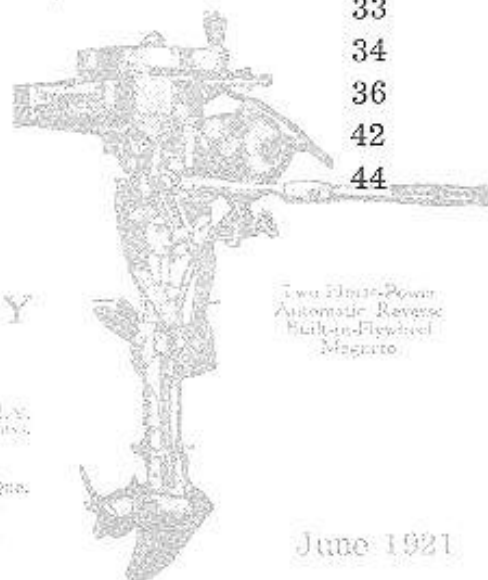 33
34
36
42
44
Y
Two Horse-Power
Automatic Reverse
Built-in-Flywheel
Magneto
June 1921